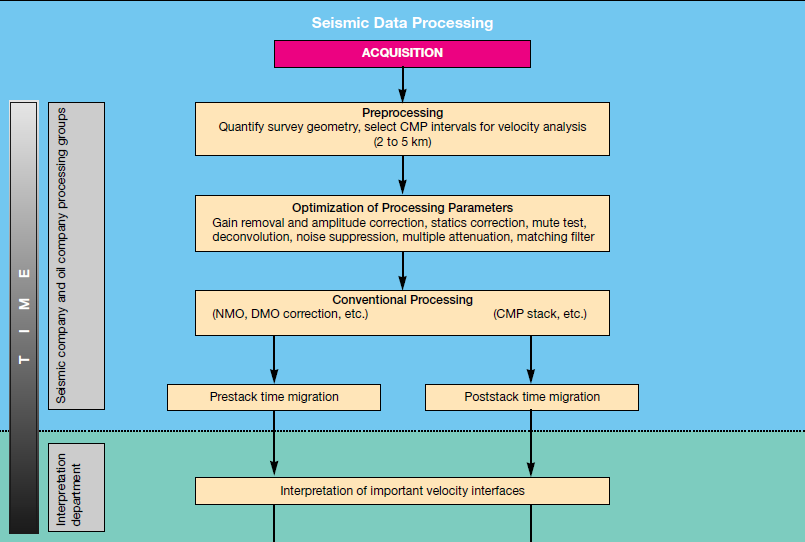 Seismic Data Processing
ACQUISITION
Preprocessing
Quantify survey geometry, select CMP intervals for velocity analysis
(2 to 5 km)
Optimization of Processing Parameters
Gain removal and amplitude correction, statics correction, mute test,
deconvolution, noise suppression, multiple attenuation, matching filter
Conventional Processing
(NMO, DMO correction, etc.) (CMP stack, etc.)
Prestack time migration
Poststack time migration
Interpretation of important velocity interfaces
TIME
Seismic company and oil company processing groups
Interpretation
department